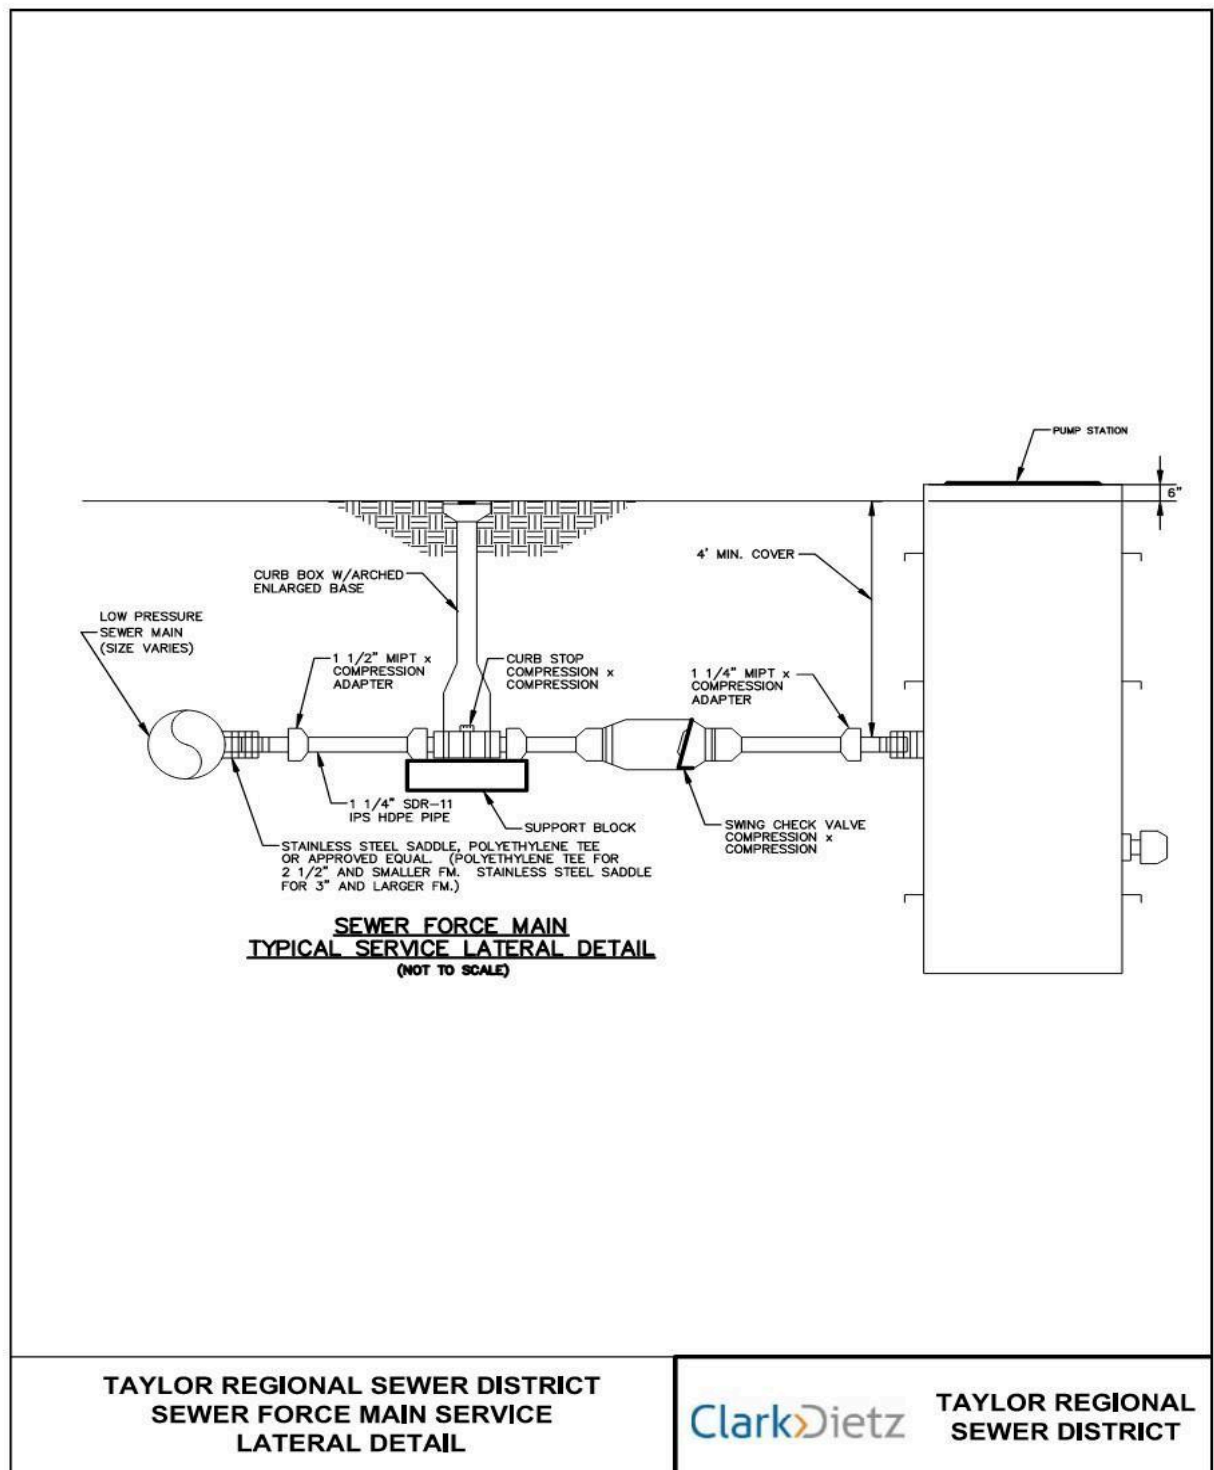 PUMP STATION
6"
4' MIN. COVER
CURB BOX W/ARCHED
ENLARGED BASE
LOW PRESSURE
SEWER MAIN
(SIZE VARIES)
1 1/2" MIPT x
COMPRESSION
ADAPTER
CURB STOP
COMPRESSION x
COMPRESSION
1 1/4" MIPT x
COMPRESSION
ADAPTER
1 1/4" SDR-11
IPS HDPE PIPE
SUPPORT BLOCK
SWING CHECK VALVE
COMPRESSION x
COMPRESSION
STAINLESS STEEL SADDLE, POLYETHYLENE TEE
OR APPROVED EQUAL. (POLYETHYLENE TEE FOR
2 1/2" AND SMALLER FM. STAINLESS STEEL SADDLE
FOR 3" AND LARGER FM.)
SEWER FORCE MAIN
TYPICAL SERVICE LATERAL DETAIL
(NOT TO SCALE)
TAYLOR REGIONAL SEWER DISTRICT
SEWER FORCE MAIN SERVICE
LATERAL DETAIL
Clark Dietz
TAYLOR REGIONAL
SEWER DISTRICT